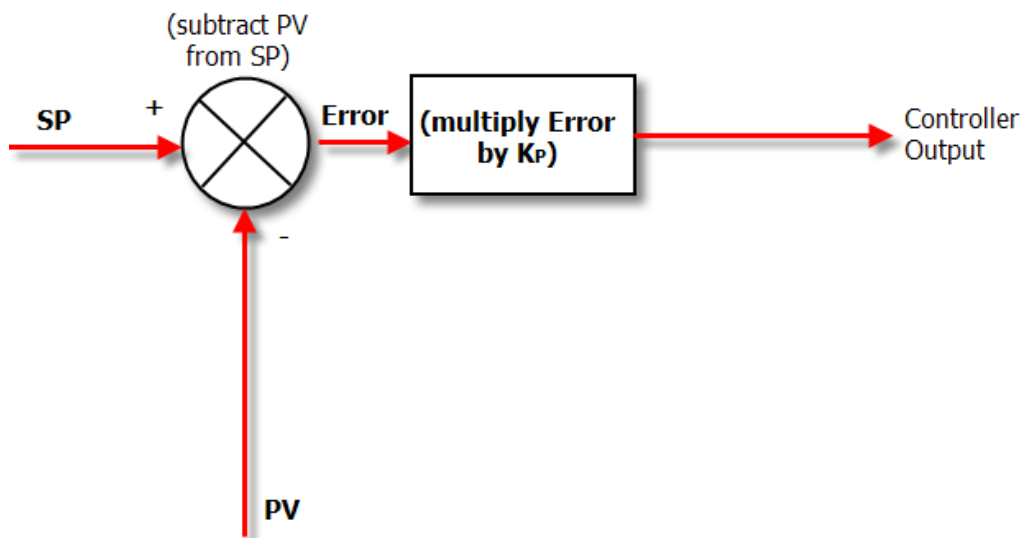 (subtract PV
from SP)
SP
+
Error
(multiply Error
by KP)
Controller
Output
-
PV